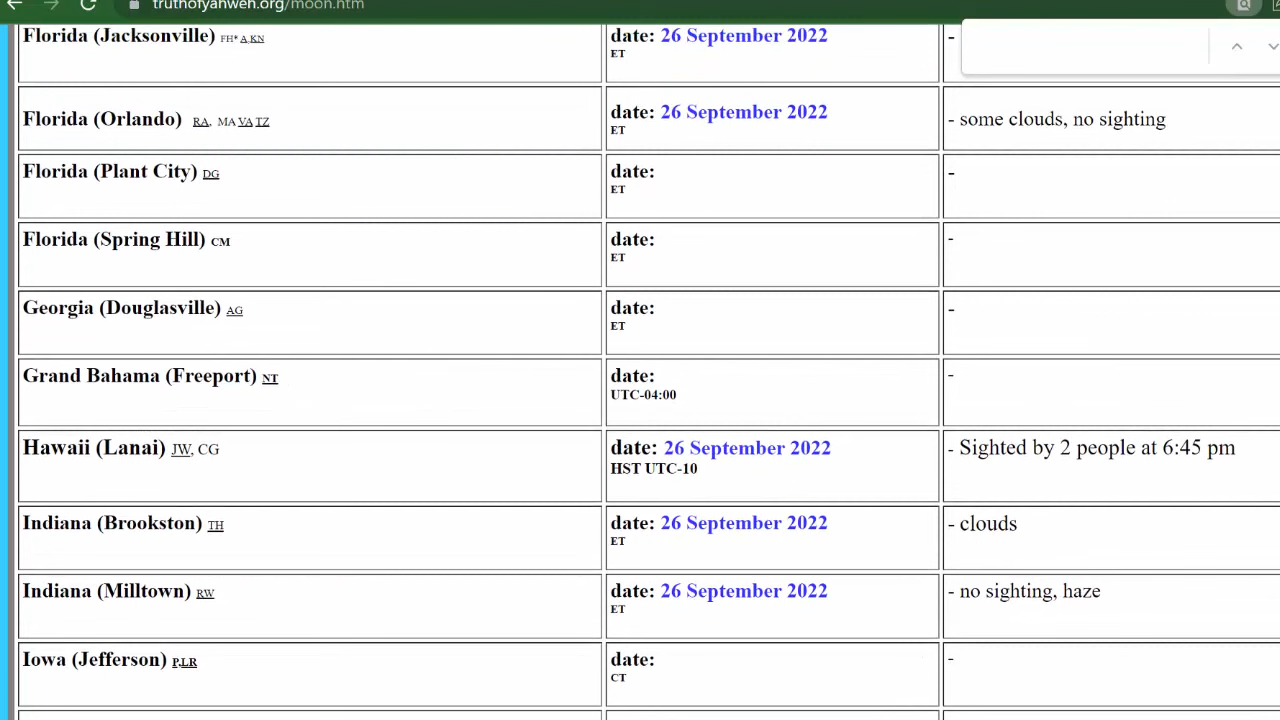 truthofyahweh.org/moon.htm
Florida (Jacksonville) FH* A,KN
date: 26 September 2022
ET
-
Florida (Orlando) RA, MA VA TZ
date: 26 September 2022
ET
- some clouds, no sighting
Florida (Plant City) DG
date:
ET
-
Florida (Spring Hill) CM
date:
ET
-
Georgia (Douglasville) AG
date:
ET
-
Grand Bahama (Freeport) NT
date:
UTC-04:00
-
Hawaii (Lanai) JW, CG
date: 26 September 2022
HST UTC-10
- Sighted by 2 people at 6:45 pm
Indiana (Brookston) TH
date: 26 September 2022
ET
- clouds
Indiana (Milltown) RW
date: 26 September 2022
ET
- no sighting, haze
Iowa (Jefferson) P,LR
date:
CT
-